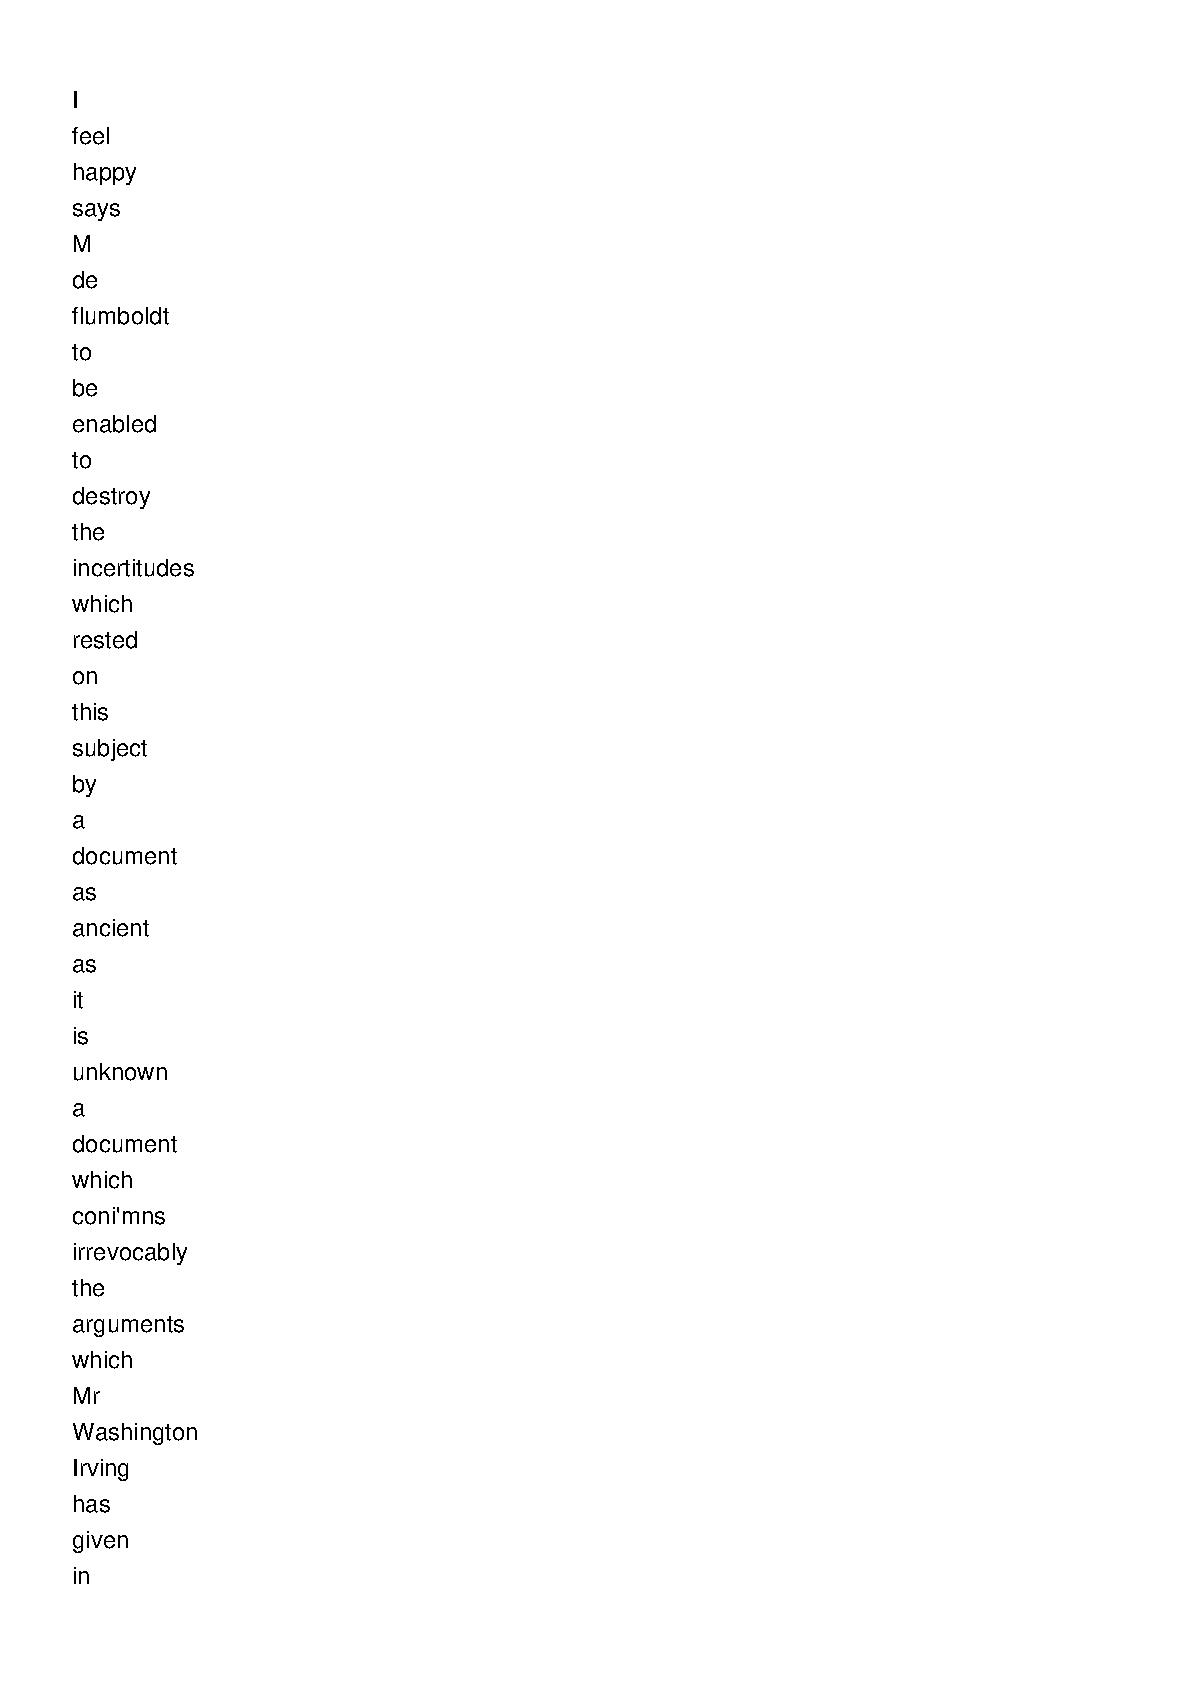 I
feel
happy
says
M
de
flumboldt
to
be
enabled
to
destroy
the
incertitudes
which
rested
on
this
subject
by
a
document
as
ancient
as
it
is
unknown
a
document
which
coni'mns
irrevocably
the
arguments
which
Mr
Washington
Irving
has
given
in